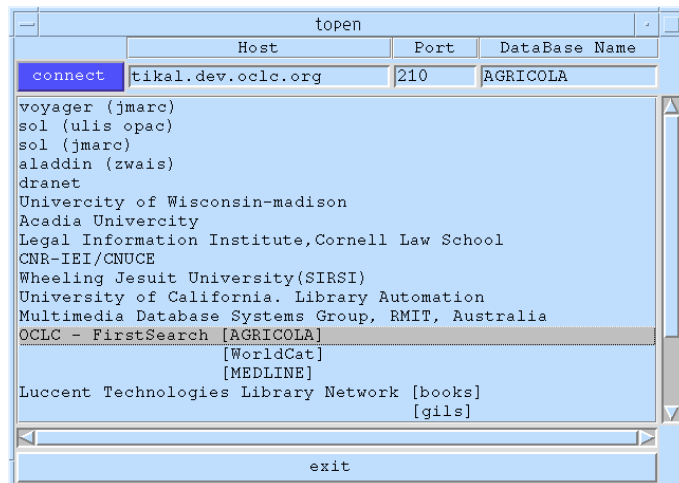 topen
Host Port DataBase Name
connect tikal.dev.oclc.org 210 AGRICOLA
voyager (jmarc)
sol (ulis opac)
sol (jmarc)
aladdin (zwais)
dranet
Univercity of Wisconsin-madison
Acadia Univercity
Legal Information Institute,Cornell Law School
CNR-IEI/CNUCE
Wheeling Jesuit University(SIRSI)
University of California. Library Automation
Multimedia Database Systems Group, RMIT, Australia
OCLC - FirstSearch [AGRICOLA]
[WorldCat]
[MEDLINE]
Luccent Technologies Library Network [books]
[gils]
exit